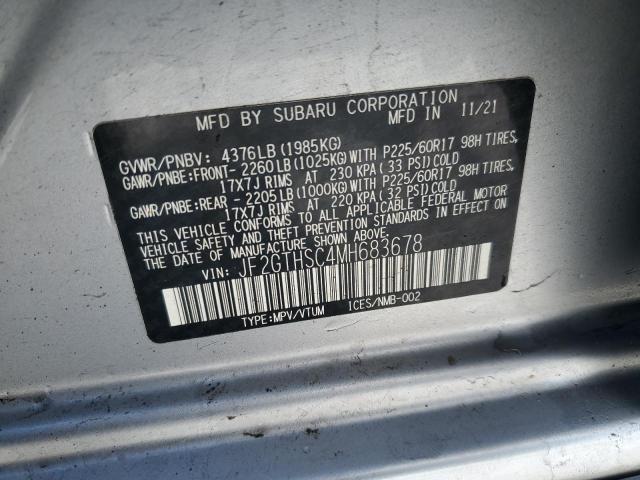 MFD BY SUBARU CORPORATION
MFD IN 11/21
GVWR/PNBV: 4376LB(1985KG)
GAWR/PNBE:FRONT- 2260LB(1025KG)WITH P225/60R17 98H TIRES,
17X7J RIMS AT 230 KPA(33 PSI)COLD
GAWR/PNBE:REAR - 2205LB(1000KG)WITH P225/60R17 98H TIRES,
17X7J RIMS AT 220 KPA(32 PSI)COLD
THIS VEHICLE CONFORMS TO ALL APPLICABLE FEDERAL MOTOR
VEHICLE SAFETY AND THEFT PREVENTION STANDARDS IN EFFECT ON
THE DATE OF MANUFACTURE SHOWN ABOVE.
VIN: JF2GTHSC4MH683678
TYPE:MPV/VTUM ICES/NMB-002